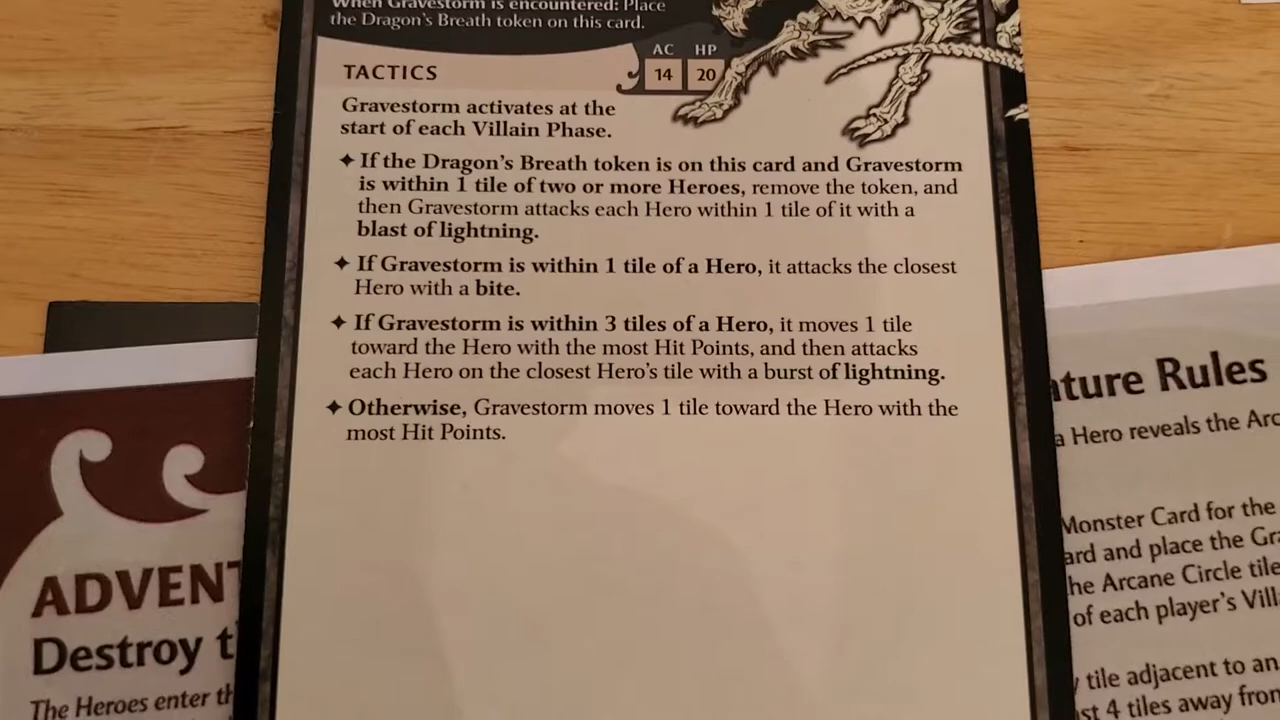 When Gravestorm is encountered: Place
the Dragon's Breath token on this card.
AC HP
14 20
TACTICS
Gravestorm activates at the
start of each Villain Phase.
✦ If the Dragon's Breath token is on this card and Gravestorm
is within 1 tile of two or more Heroes, remove the token, and
then Gravestorm attacks each Hero within 1 tile of it with a
blast of lightning.
✦ If Gravestorm is within 1 tile of a Hero, it attacks the closest
Hero with a bite.
✦ If Gravestorm is within 3 tiles of a Hero, it moves 1 tile
toward the Hero with the most Hit Points, and then attacks
each Hero on the closest Hero's tile with a burst of lightning.
✦ Otherwise, Gravestorm moves 1 tile toward the Hero with the
most Hit Points.
ADVENT
Destroy t
The Heroes enter th
ture Rules
a Hero reveals the Arc
Monster Card for the
ard and place the Gra
he Arcane Circle tile
of each player's Vill
tile adjacent to an
st 4 tiles away from